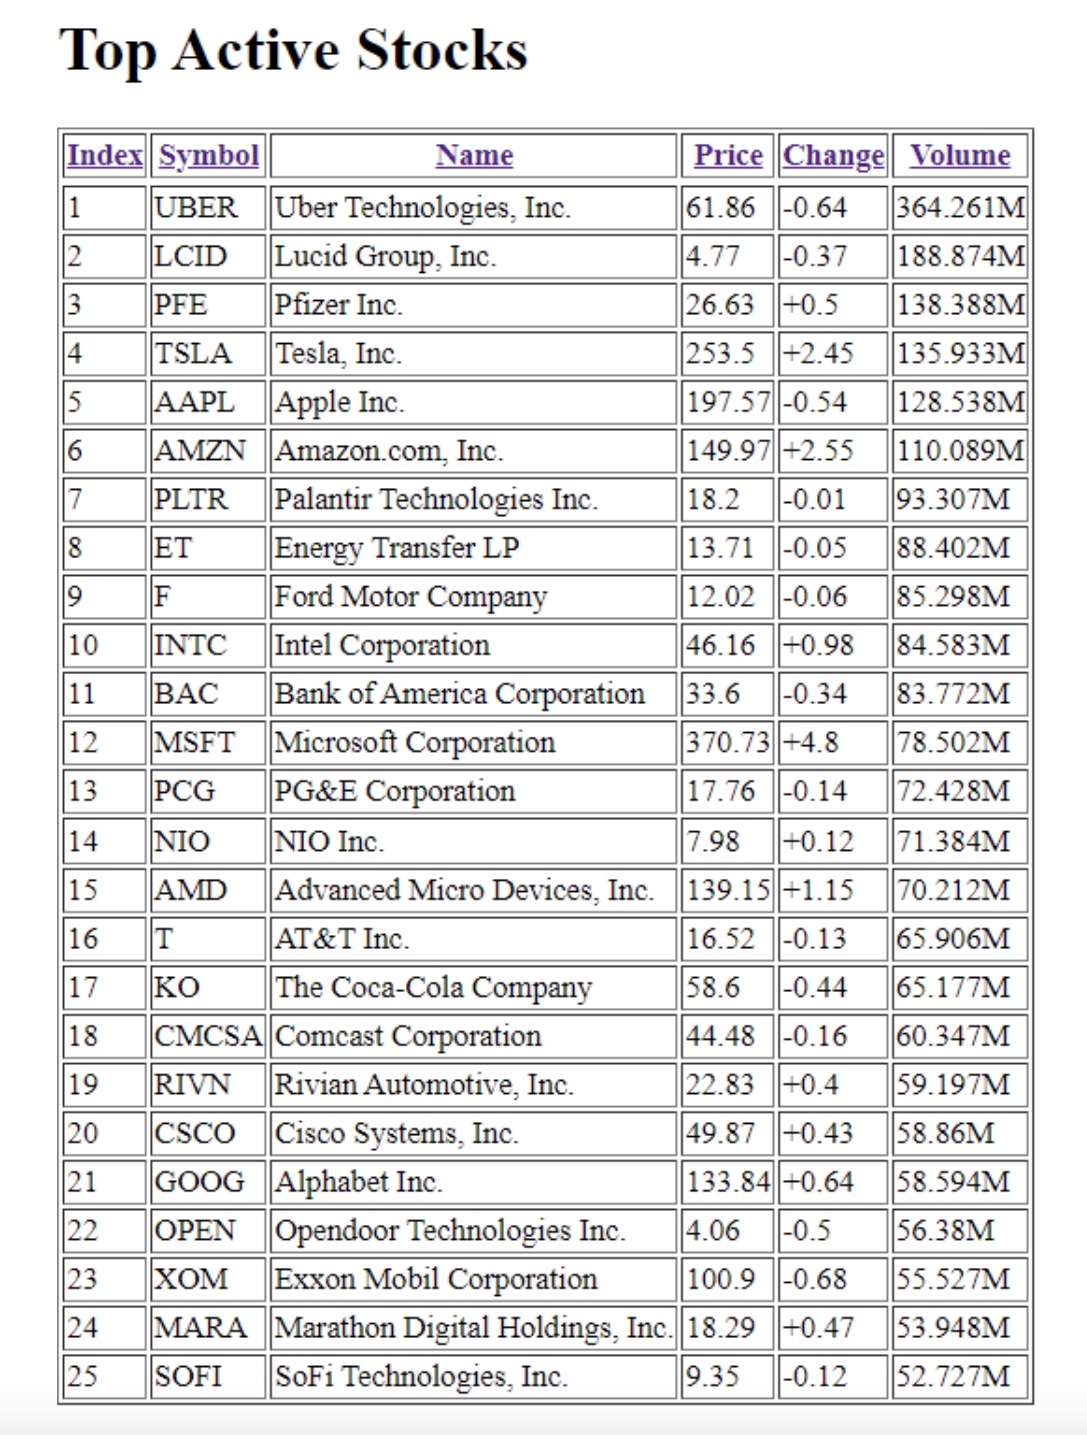 Top Active Stocks
Index Symbol Name Price Change Volume
1 UBER Uber Technologies, Inc. 61.86 -0.64 364.261M
2 LCID Lucid Group, Inc. 4.77 -0.37 188.874M
3 PFE Pfizer Inc. 26.63 +0.5 138.388M
4 TSLA Tesla, Inc. 253.5 +2.45 135.933M
5 AAPL Apple Inc. 197.57 -0.54 128.538M
6 AMZN Amazon.com, Inc. 149.97 +2.55 110.089M
7 PLTR Palantir Technologies Inc. 18.2 -0.01 93.307M
8 ET Energy Transfer LP 13.71 -0.05 88.402M
9 F Ford Motor Company 12.02 -0.06 85.298M
10 INTC Intel Corporation 46.16 +0.98 84.583M
11 BAC Bank of America Corporation 33.6 -0.34 83.772M
12 MSFT Microsoft Corporation 370.73 +4.8 78.502M
13 PCG PG&E Corporation 17.76 -0.14 72.428M
14 NIO NIO Inc. 7.98 +0.12 71.384M
15 AMD Advanced Micro Devices, Inc. 139.15 +1.15 70.212M
16 T AT&T Inc. 16.52 -0.13 65.906M
17 KO The Coca-Cola Company 58.6 -0.44 65.177M
18 CMCSA Comcast Corporation 44.48 -0.16 60.347M
19 RIVN Rivian Automotive, Inc. 22.83 +0.4 59.197M
20 CSCO Cisco Systems, Inc. 49.87 +0.43 58.86M
21 GOOG Alphabet Inc. 133.84 +0.64 58.594M
22 OPEN Opendoor Technologies Inc. 4.06 -0.5 56.38M
23 XOM Exxon Mobil Corporation 100.9 -0.68 55.527M
24 MARA Marathon Digital Holdings, Inc. 18.29 +0.47 53.948M
25 SOFI SoFi Technologies, Inc. 9.35 -0.12 52.727M